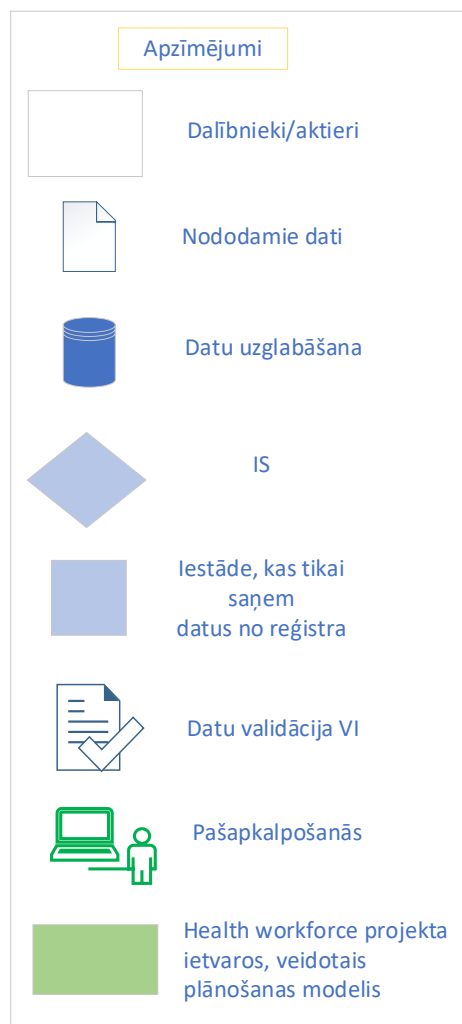 Apzīmējumi
Dalībnieki/aktieri
Nododamie dati
Datu uzglabāšana
IS
Iestāde, kas tikai
saņem
datus no reģistra
Datu validācija VI
Pašapkalpošanās
Health workforce projekta
ietvaros, veidotais
plānošanas modelis